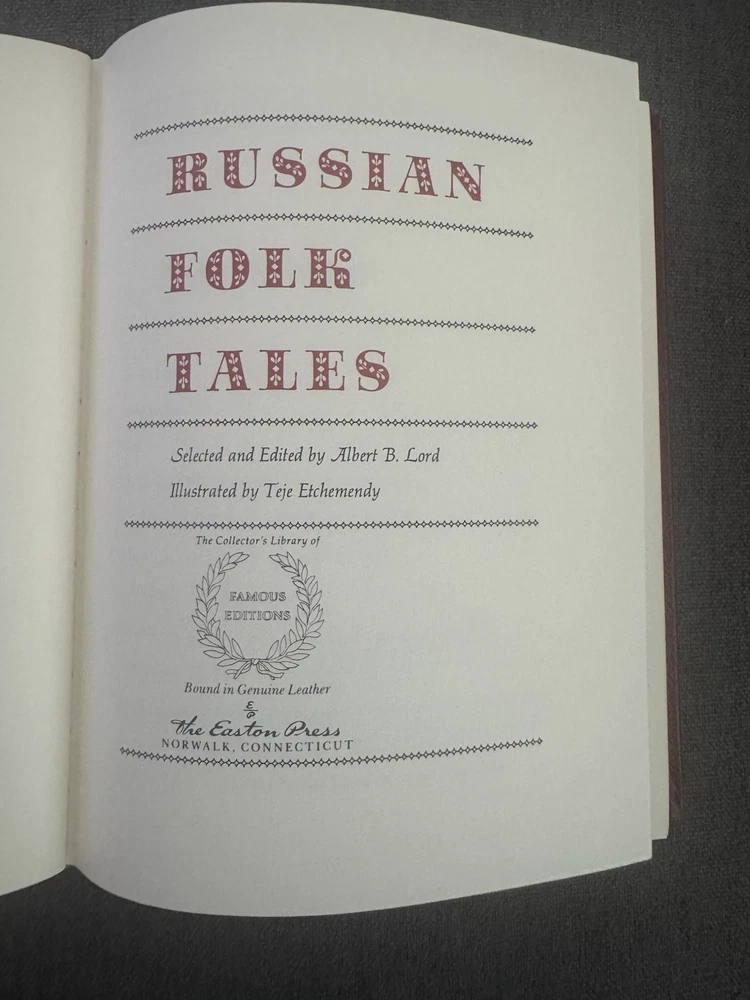 RUSSIAN
FOLK
TALES
Selected and Edited by Albert B. Lord
Illustrated by Teje Etchemendy
The Collector's Library of
FAMOUS
EDITIONS
Bound in Genuine Leather
E
P
The Easton Press
NORWALK, CONNECTICUT